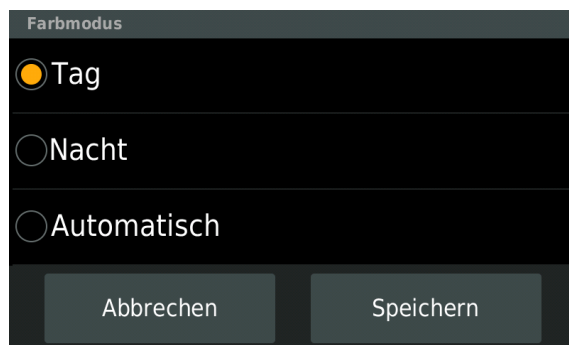 Farbmodus
Tag
Nacht
Automatisch
Abbrechen Speichern